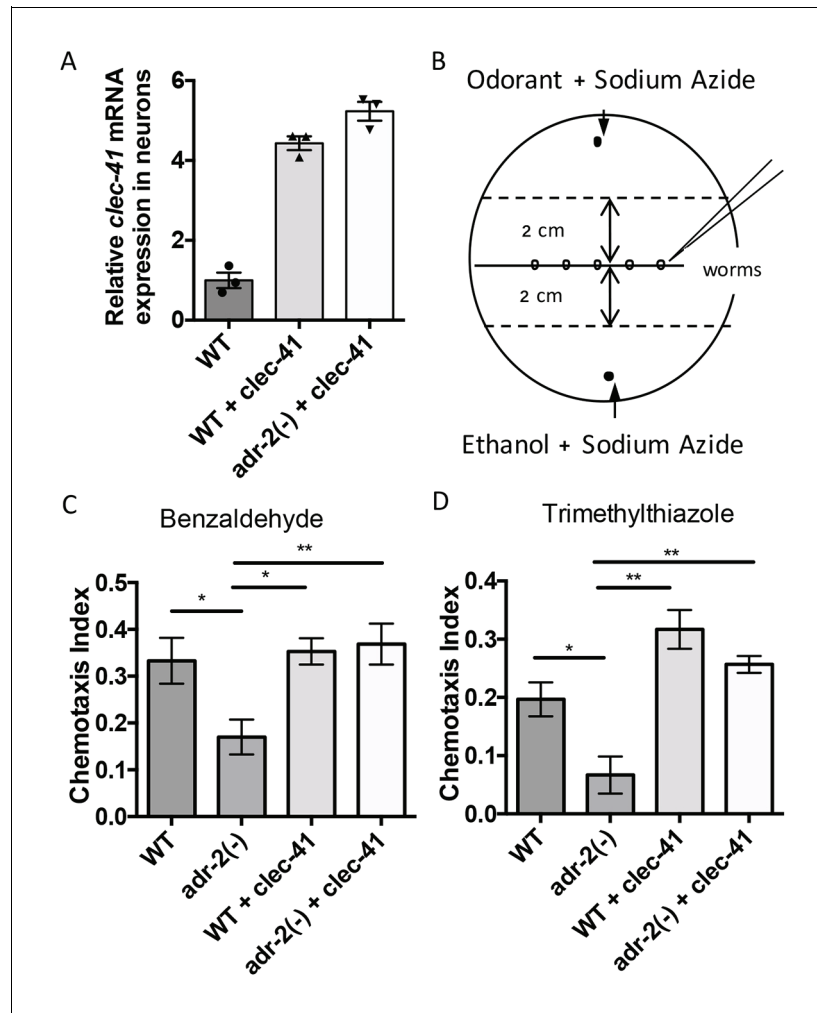 A
Relative clec-41 mRNA
expression in neurons
6
4
2
0
WT
WT + clec-41
adr-2(-) + clec-41
B
Odorant + Sodium Azide
2 cm
worms
2 cm
Ethanol + Sodium Azide
C
Benzaldehyde
**
*
*
Chemotaxis Index
0.5
0.4
0.3
0.2
0.1
0.0
WT
adr-2(-)
WT + clec-41
adr-2(-) + clec-41
D
Trimethylthiazole
**
**
*
Chemotaxis Index
0.4
0.3
0.2
0.1
0.0
WT
adr-2(-)
WT + clec-41
adr-2(-) + clec-41